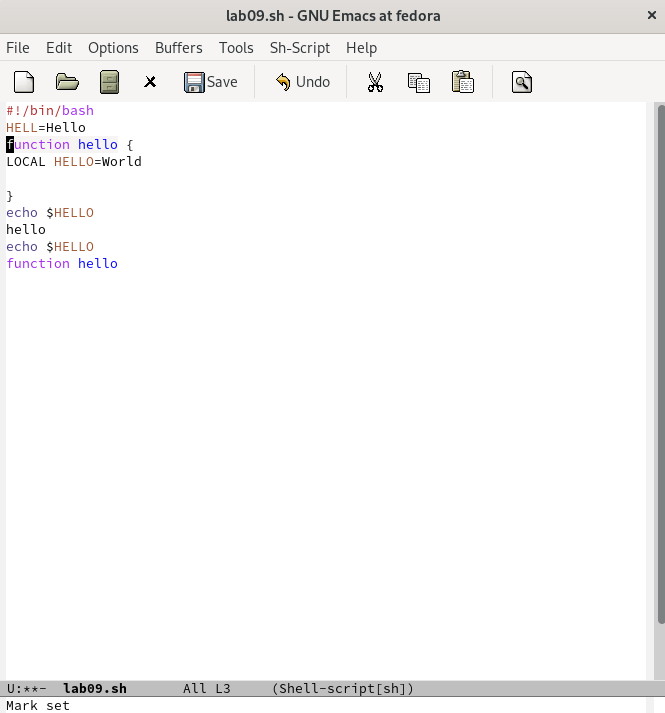 lab09.sh - GNU Emacs at fedora ×
File Edit Options Buffers Tools Sh-Script Help
Save Undo
#!/bin/bash
HELL=Hello
function hello {
LOCAL HELLO=World
}
echo $HELLO
hello
echo $HELLO
function hello
U:**- lab09.sh All L3 (Shell-script[sh])
Mark set